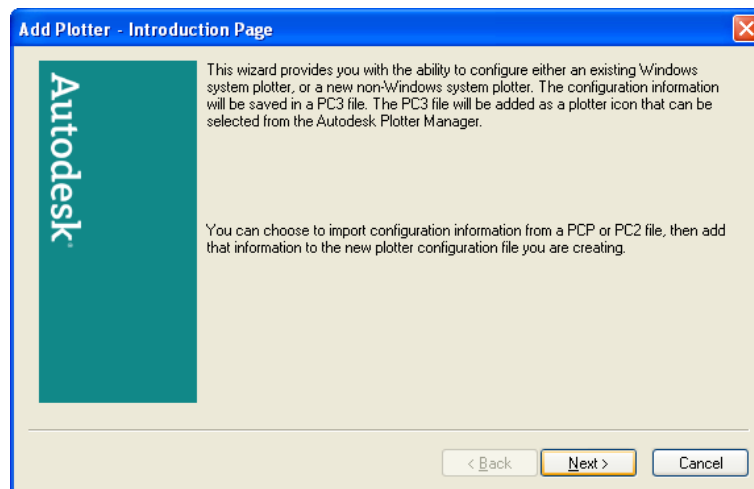 Add Plotter - Introduction Page
Autodesk
This wizard provides you with the ability to configure either an existing Windows
system plotter, or a new non-Windows system plotter. The configuration information
will be saved in a PC3 file. The PC3 file will be added as a plotter icon that can be
selected from the Autodesk Plotter Manager.
You can choose to import configuration information from a PCP or PC2 file, then add
that information to the new plotter configuration file you are creating.
< Back
Next >
Cancel